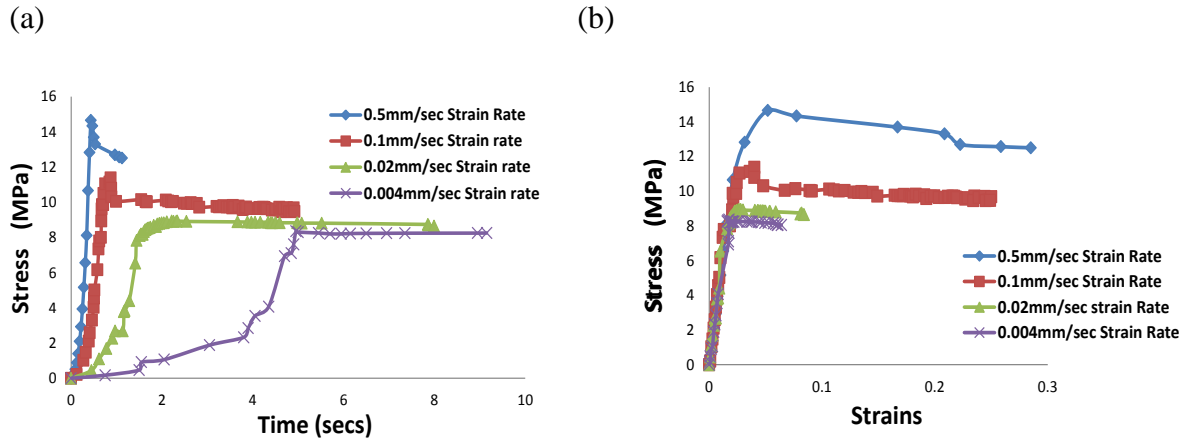 (a)
(b)
16
14
12
10
8
6
4
2
0
Stress (MPa)
0.5mm/sec Strain Rate
0.1mm/sec Strain rate
0.02mm/sec Strain rate
0.004mm/sec Strain rate
0 2 4 6 8 10
Time (secs)
16
14
12
10
8
6
4
2
0
Stress (MPa)
0.5mm/sec Strain Rate
0.1mm/sec Strain Rate
0.02mm/sec strain Rate
0.004mm/sec Strain Rate
0 0.1 0.2 0.3
Strains